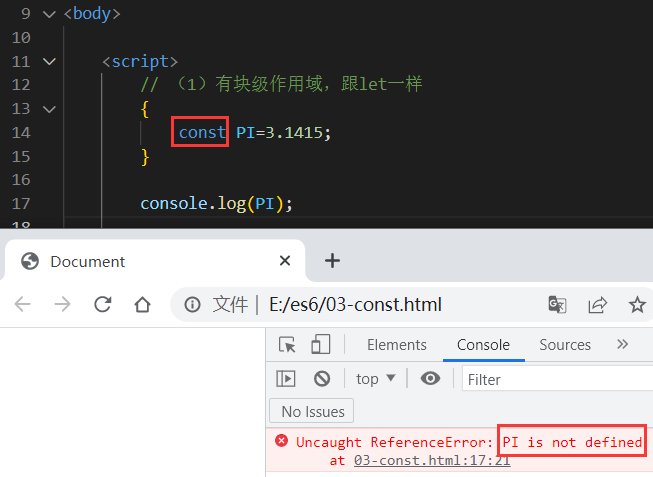 9 <body>
10
11 <script>
12 // （1）有块级作用域，跟let一样
13 {
14 const PI=3.1415;
15 }
16
17 console.log(PI);
18
Document
文件 | E:/es6/03-const.html
Elements Console Sources
top Filter
No Issues
Uncaught ReferenceError: PI is not defined
at 03-const.html:17:21